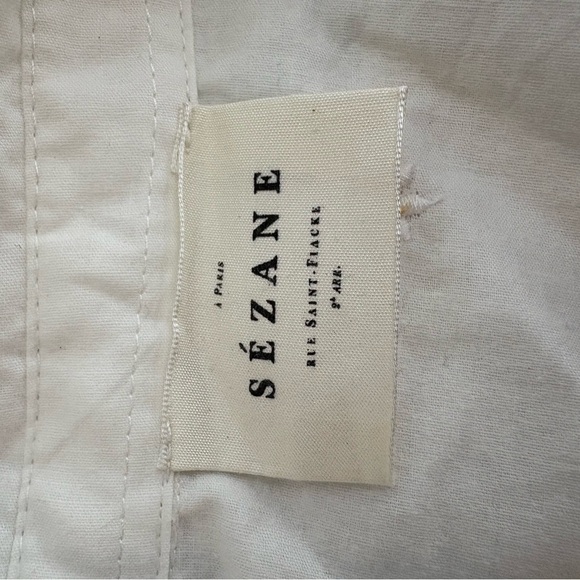 A PARIS
SÉZANE
RUE SAINT-FIACRE
2E ARR.